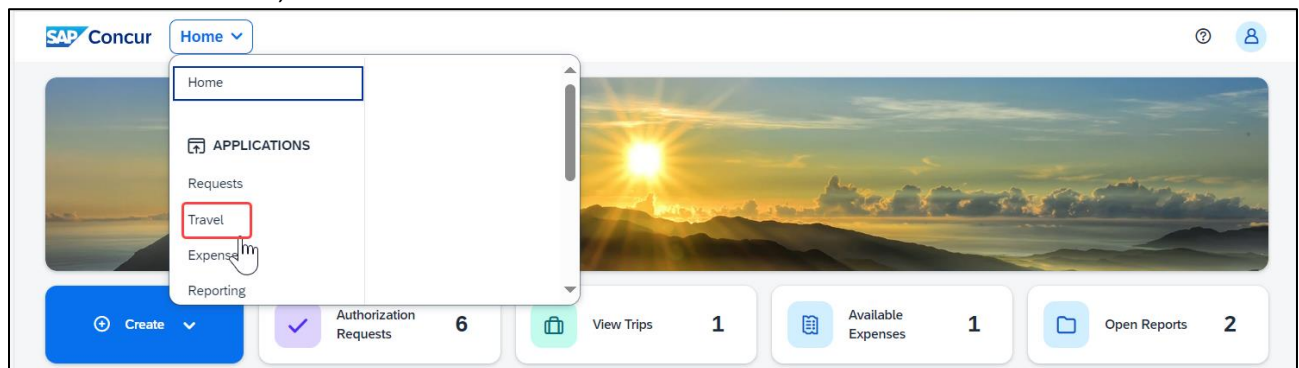 SAP Concur Home
Home
APPLICATIONS
Requests
Travel
Expense
Reporting
Create
Authorization
Requests
6
View Trips 1
Available
Expenses
1
Open Reports 2